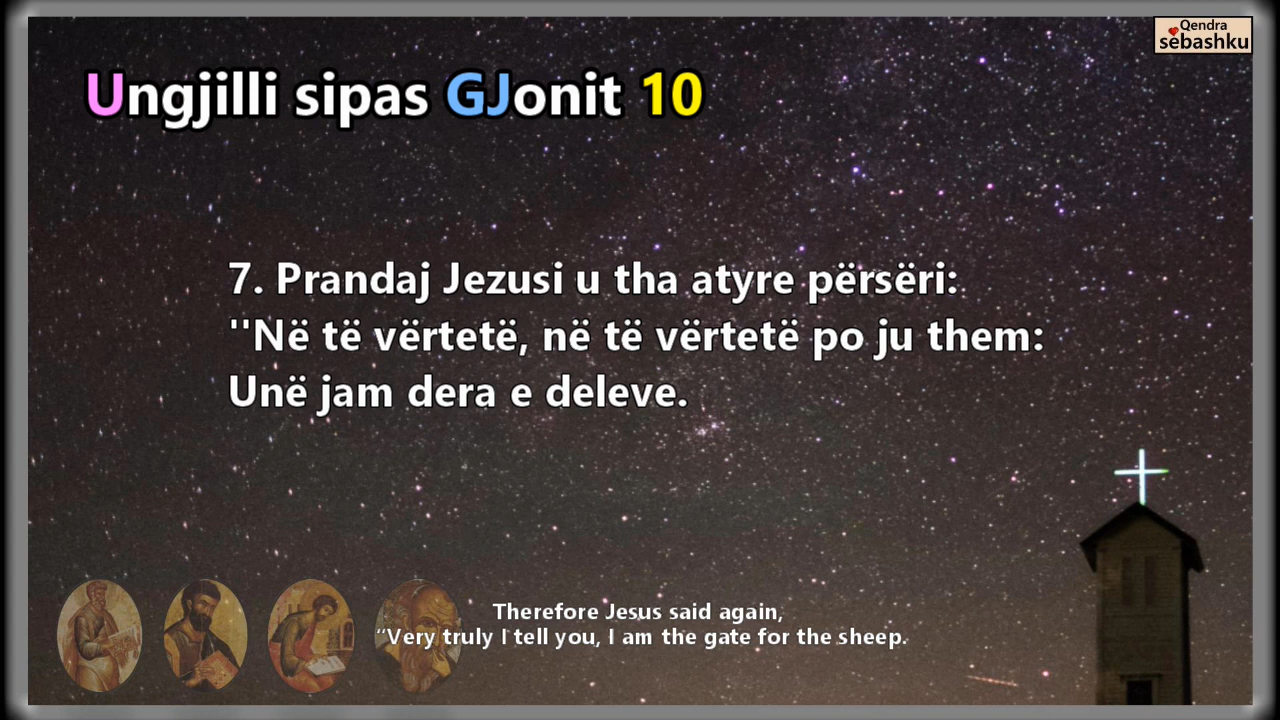 Qendra
sëbashku
Ungjilli sipas GJonit 10
7. Prandaj Jezusi u tha atyre përsëri:
''Në të vërtetë, në të vërtetë po ju them:
Unë jam dera e deleve.
Therefore Jesus said again,
“Very truly I tell you, I am the gate for the sheep.